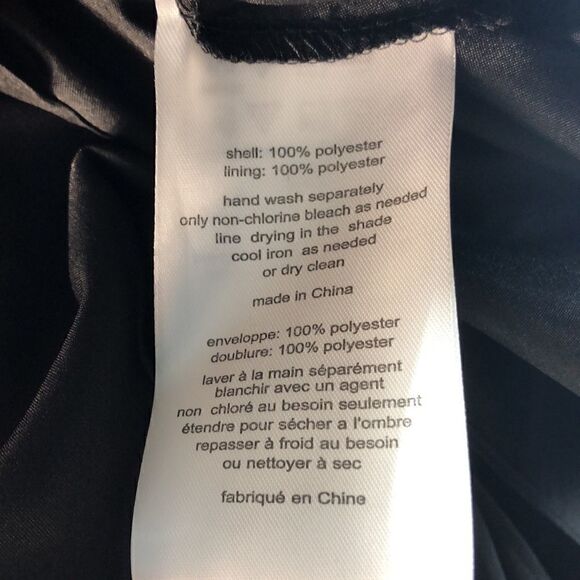 shell: 100% polyester
lining: 100% polyester
hand wash separately
only non-chlorine bleach as needed
line drying in the shade
cool iron as needed
or dry clean
made in China
enveloppe: 100% polyester
doublure: 100% polyester
laver à la main séparément
blanchir avec un agent
non chloré au besoin seulement
étendre pour sécher a l'ombre
repasser à froid au besoin
ou nettoyer à sec
fabriqué en Chine